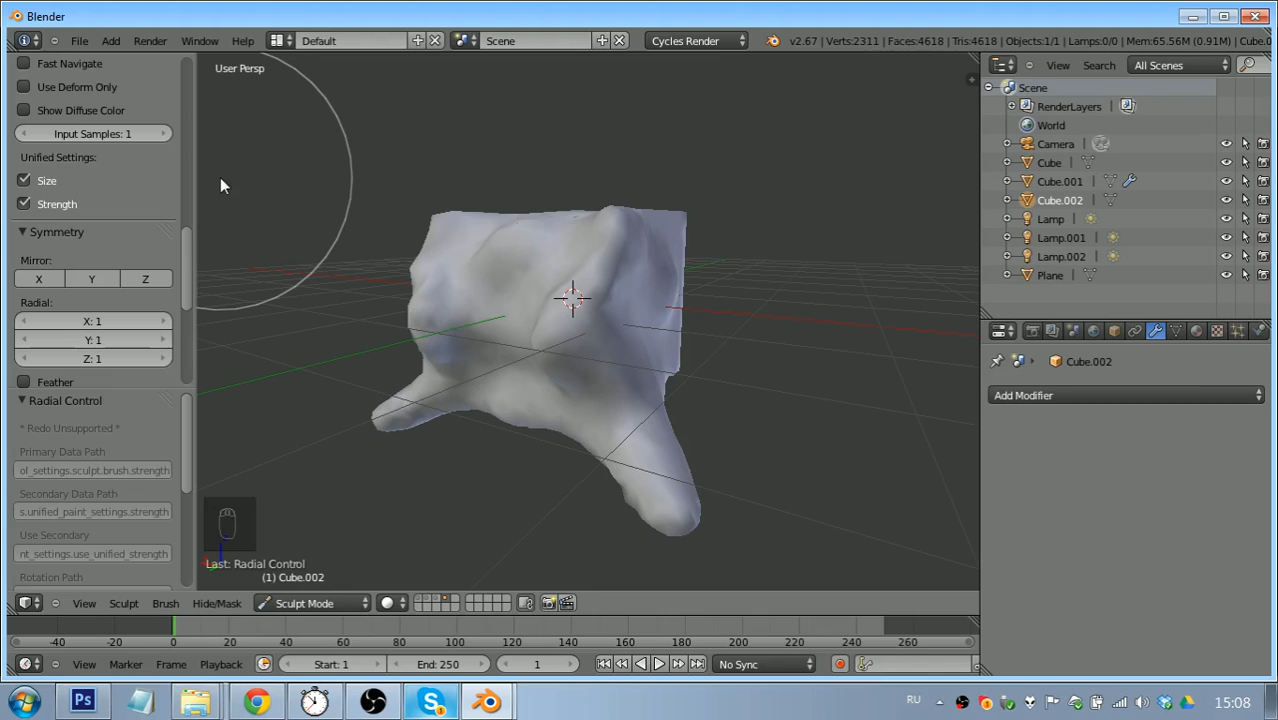 Blender
File Add Render Window Help Default Scene Cycles Render v2.67 | Verts:2311 | Faces:4618 | Tris:4618 | Objects:1/1 | Lamps:0/0 | Mem:65.56M (0.91M) | Cube.0
Fast Navigate
Use Deform Only
Show Diffuse Color
Input Samples: 1
Unified Settings:
Size
Strength
Symmetry
Mirror:
X Y Z
Radial:
X: 1
Y: 1
Z: 1
Feather
Radial Control
* Redo Unsupported *
Primary Data Path
ol_settings.sculpt.brush.strength
Secondary Data Path
s.unified_paint_settings.strength
Use Secondary
nt_settings.use_unified_strength
Rotation Path
User Persp
Last: Radial Control
(1) Cube.002
View Search All Scenes
Scene
RenderLayers
World
Camera
Cube
Cube.001
Cube.002
Lamp
Lamp.001
Lamp.002
Plane
Cube.002
Add Modifier
View Sculpt Brush Hide/Mask Sculpt Mode
-40 -20 0 20 40 60 80 100 120 140 160 180 200 220 240 260
View Marker Frame Playback Start: 1 End: 250 1 No Sync
Ps RU 15:08